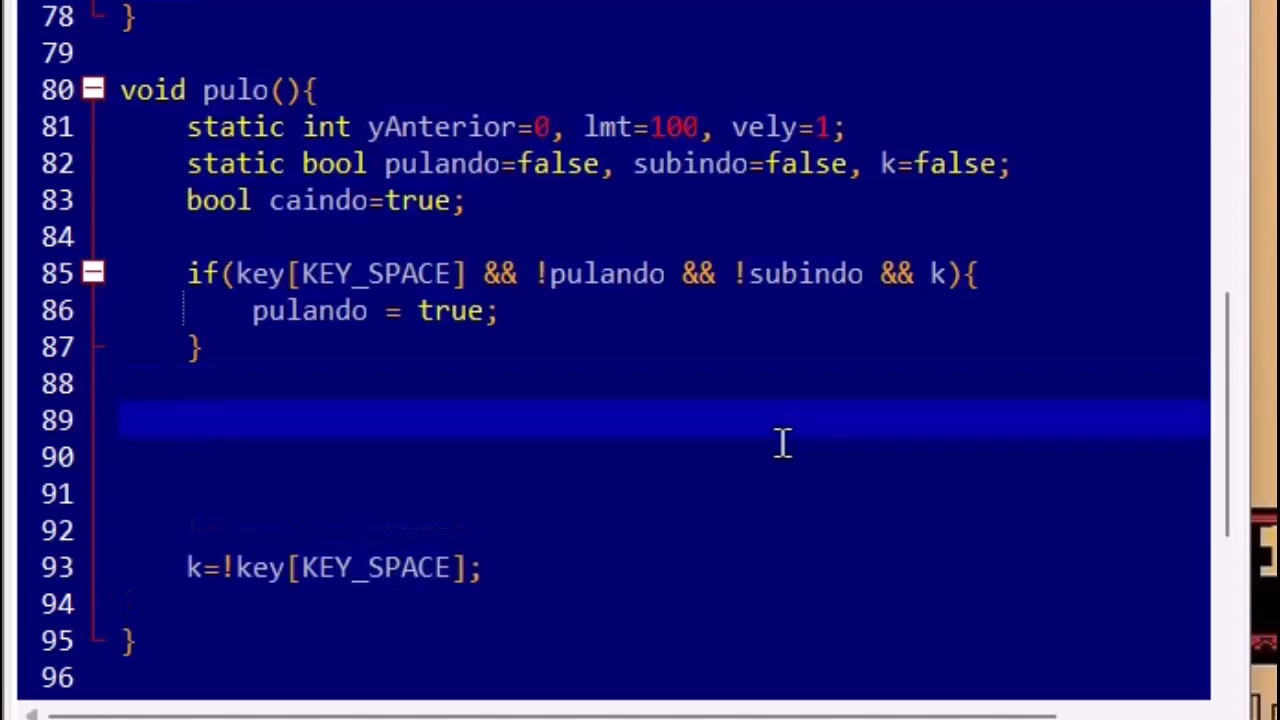 78 }
79
80 void pulo(){
81 static int yAnterior=0, lmt=100, vely=1;
82 static bool pulando=false, subindo=false, k=false;
83 bool caindo=true;
84
85 if(key[KEY_SPACE] && !pulando && !subindo && k){
86 pulando = true;
87 }
88
89
90
91
92
93 k=!key[KEY_SPACE];
94
95 }
96